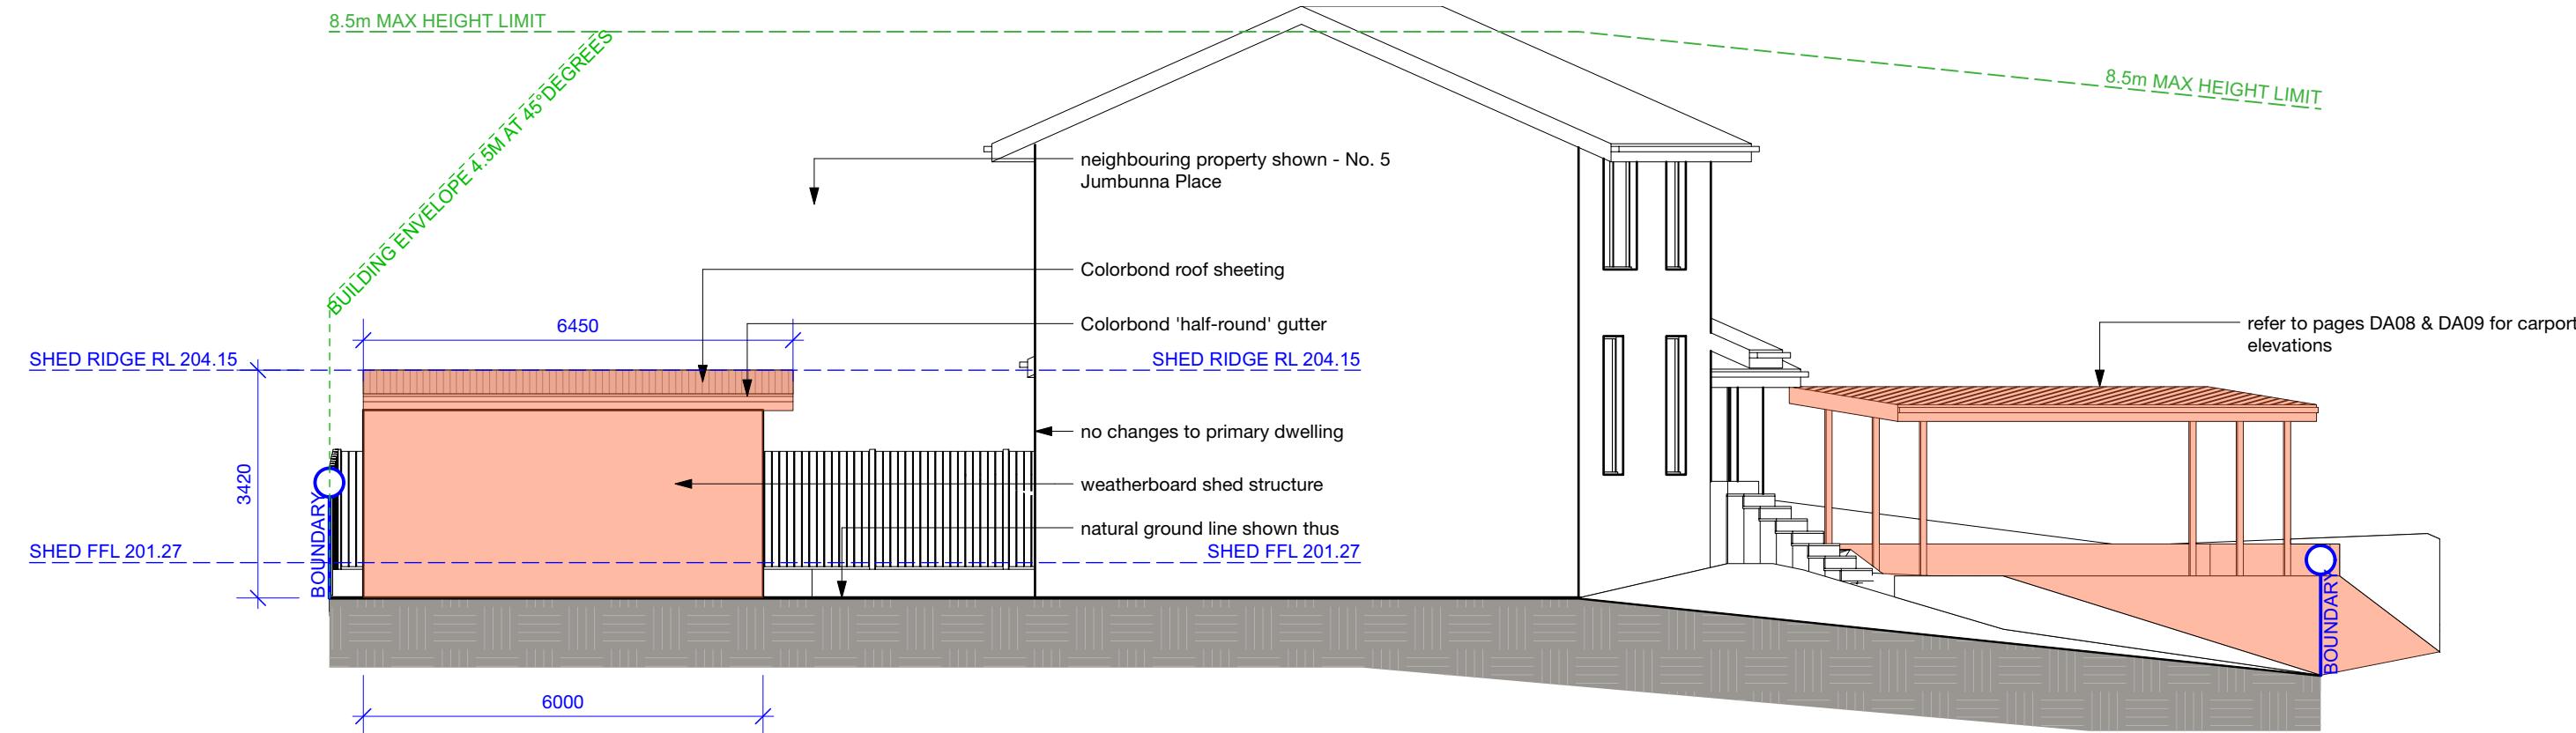 8.5m MAX HEIGHT LIMIT
BUILDING ENVELOPE 4.5M AT 45°DEGREES
8.5m MAX HEIGHT LIMIT
neighbouring property shown - No. 5
Jumbunna Place
Colorbond roof sheeting
6450
Colorbond 'half-round' gutter
refer to pages DA08 & DA09 for carport
elevations
SHED RIDGE RL 204.15
SHED RIDGE RL 204.15
no changes to primary dwelling
3420
weatherboard shed structure
natural ground line shown thus
SHED FFL 201.27
SHED FFL 201.27
BOUNDARY
BOUNDARY
6000